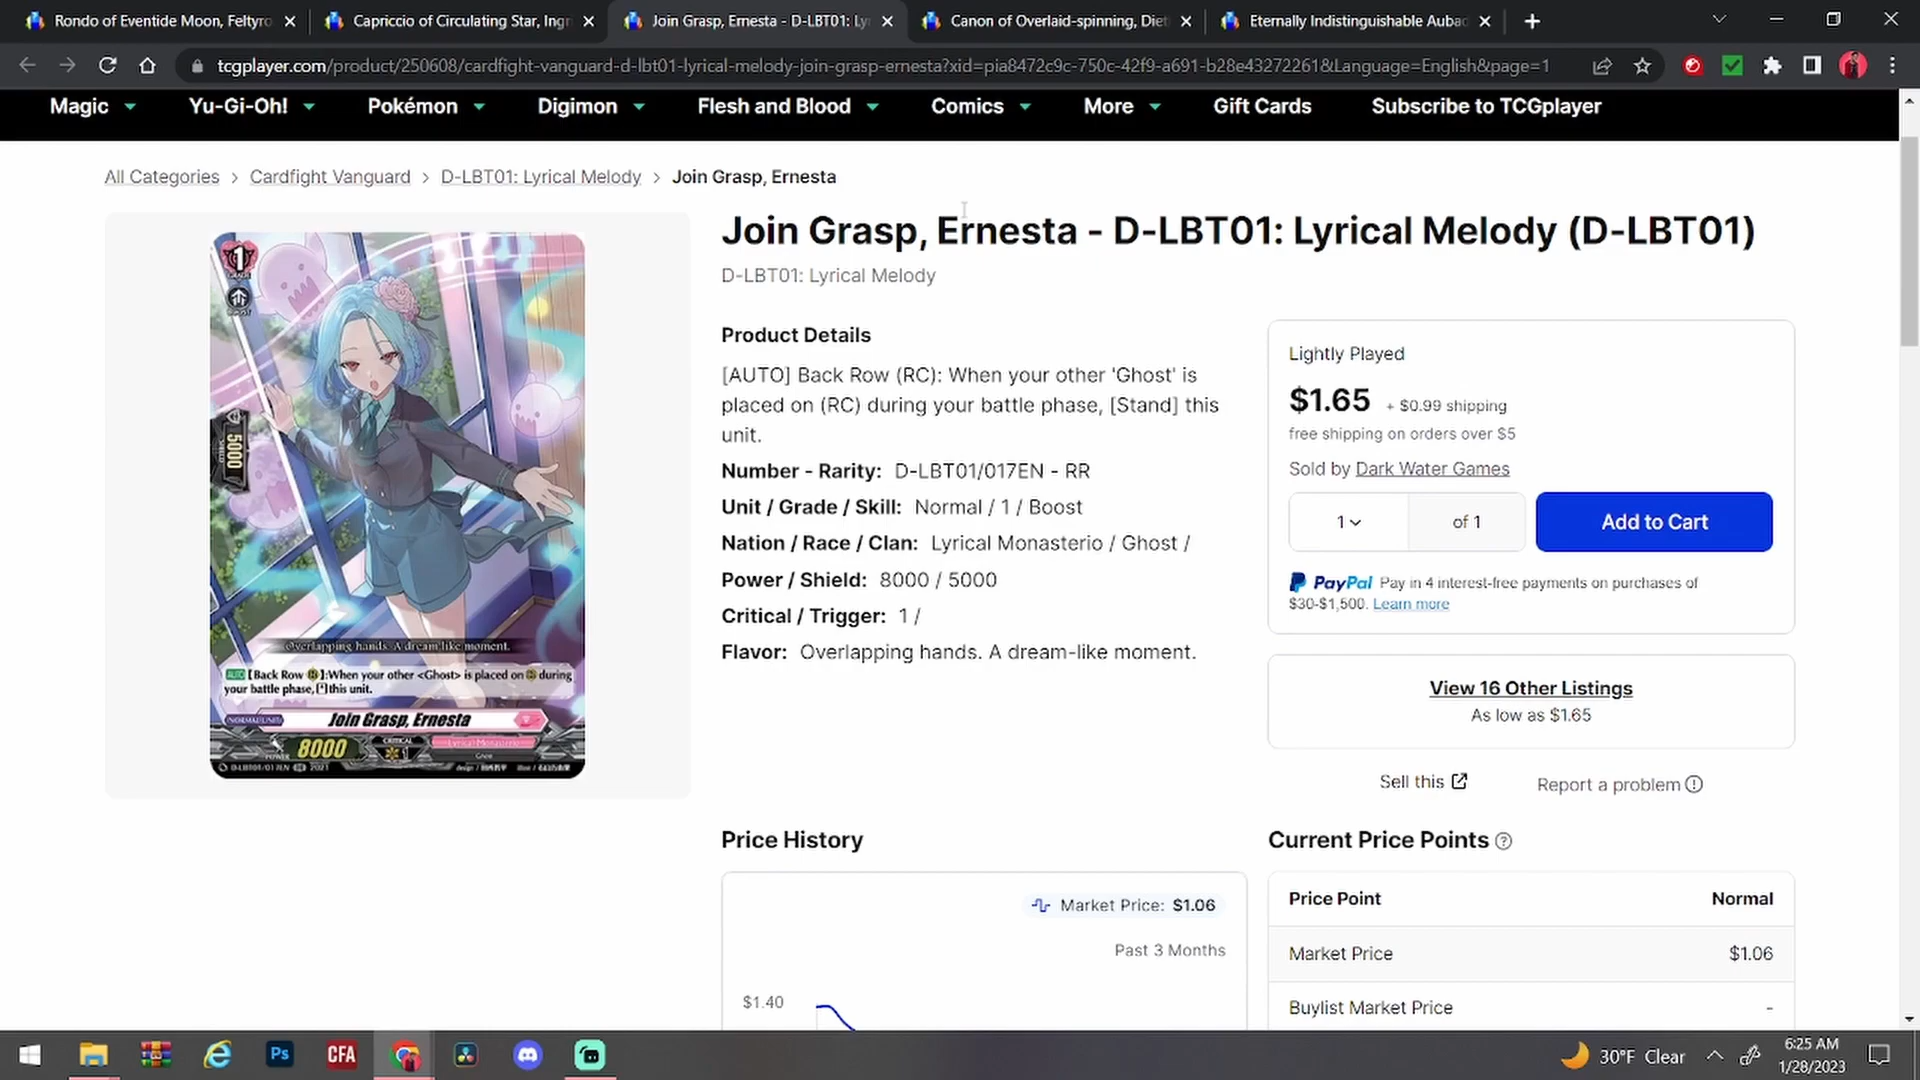 Rondo of Eventide Moon, Feltyro
Capriccio of Circulating Star, Ingr
Join Grasp, Ernesta - D-LBT01: Ly
Canon of Overlaid-spinning, Diet
Eternally Indistinguishable Aubad
tcgplayer.com/product/250608/cardfight-vanguard-d-lbt01-lyrical-melody-join-grasp-ernesta?xid=pia8472c9c-750c-42f9-a691-b28e43272261&Language=English&page=1
Magic Yu-Gi-Oh! Pokémon Digimon Flesh and Blood Comics More Gift Cards Subscribe to TCGplayer
All Categories > Cardfight Vanguard > D-LBT01: Lyrical Melody > Join Grasp, Ernesta
Join Grasp, Ernesta - D-LBT01: Lyrical Melody (D-LBT01)
D-LBT01: Lyrical Melody
1
5000
Overlapping hands. A dream-like moment.
AUTO [Back Row ]:When your other <Ghost> is placed on during
your battle phase, [ ] this unit.
Join Grasp, Ernesta
8000
CRITICAL 1
Lyrical Monasterio
Ghost
Product Details
[AUTO] Back Row (RC): When your other 'Ghost' is
placed on (RC) during your battle phase, [Stand] this
unit.
Number - Rarity: D-LBT01/017EN - RR
Unit / Grade / Skill: Normal / 1 / Boost
Nation / Race / Clan: Lyrical Monasterio / Ghost /
Power / Shield: 8000 / 5000
Critical / Trigger: 1 /
Flavor: Overlapping hands. A dream-like moment.
Lightly Played
$1.65 + $0.99 shipping
free shipping on orders over $5
Sold by Dark Water Games
1 of 1 Add to Cart
PayPal Pay in 4 interest-free payments on purchases of
$30-$1,500. Learn more
View 16 Other Listings
As low as $1.65
Sell this Report a problem
Price History
Market Price: $1.06
Past 3 Months
$1.40
Current Price Points
Price Point Normal
Market Price $1.06
Buylist Market Price -
Ps CFA
30°F Clear
6:25 AM
1/28/2023